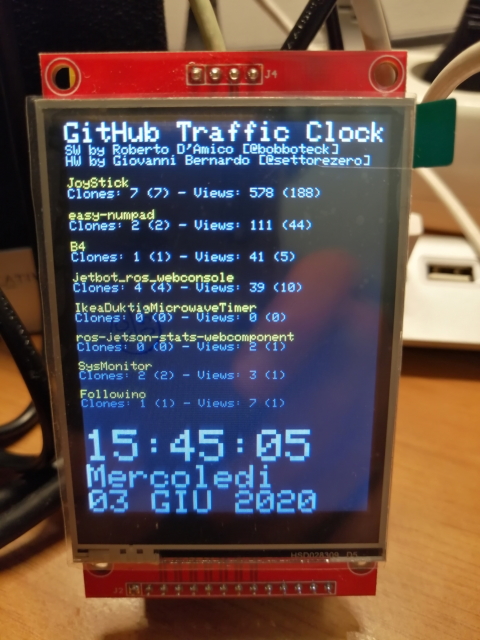 J4
GitHub Traffic Clock
SW by Roberto D'Amico [@bobboteck]
HW by Giovanni Bernardo [@settorezero]
JoyStick
Clones: 7 (7) - Views: 578 (188)
easy-numpad
Clones: 2 (2) - Views: 111 (44)
B4
Clones: 1 (1) - Views: 41 (5)
jetbot_ros_webconsole
Clones: 4 (4) - Views: 39 (10)
IkeaDuktigMicrowaveTimer
Clones: 0 (0) - Views: 0 (0)
ros-jetson-stats-webcomponent
Clones: 0 (0) - Views: 2 (1)
SysMonitor
Clones: 2 (2) - Views: 3 (1)
Followino
Clones: 1 (1) - Views: 7 (1)
15:45:05
Mercoledi
03 GIU 2020